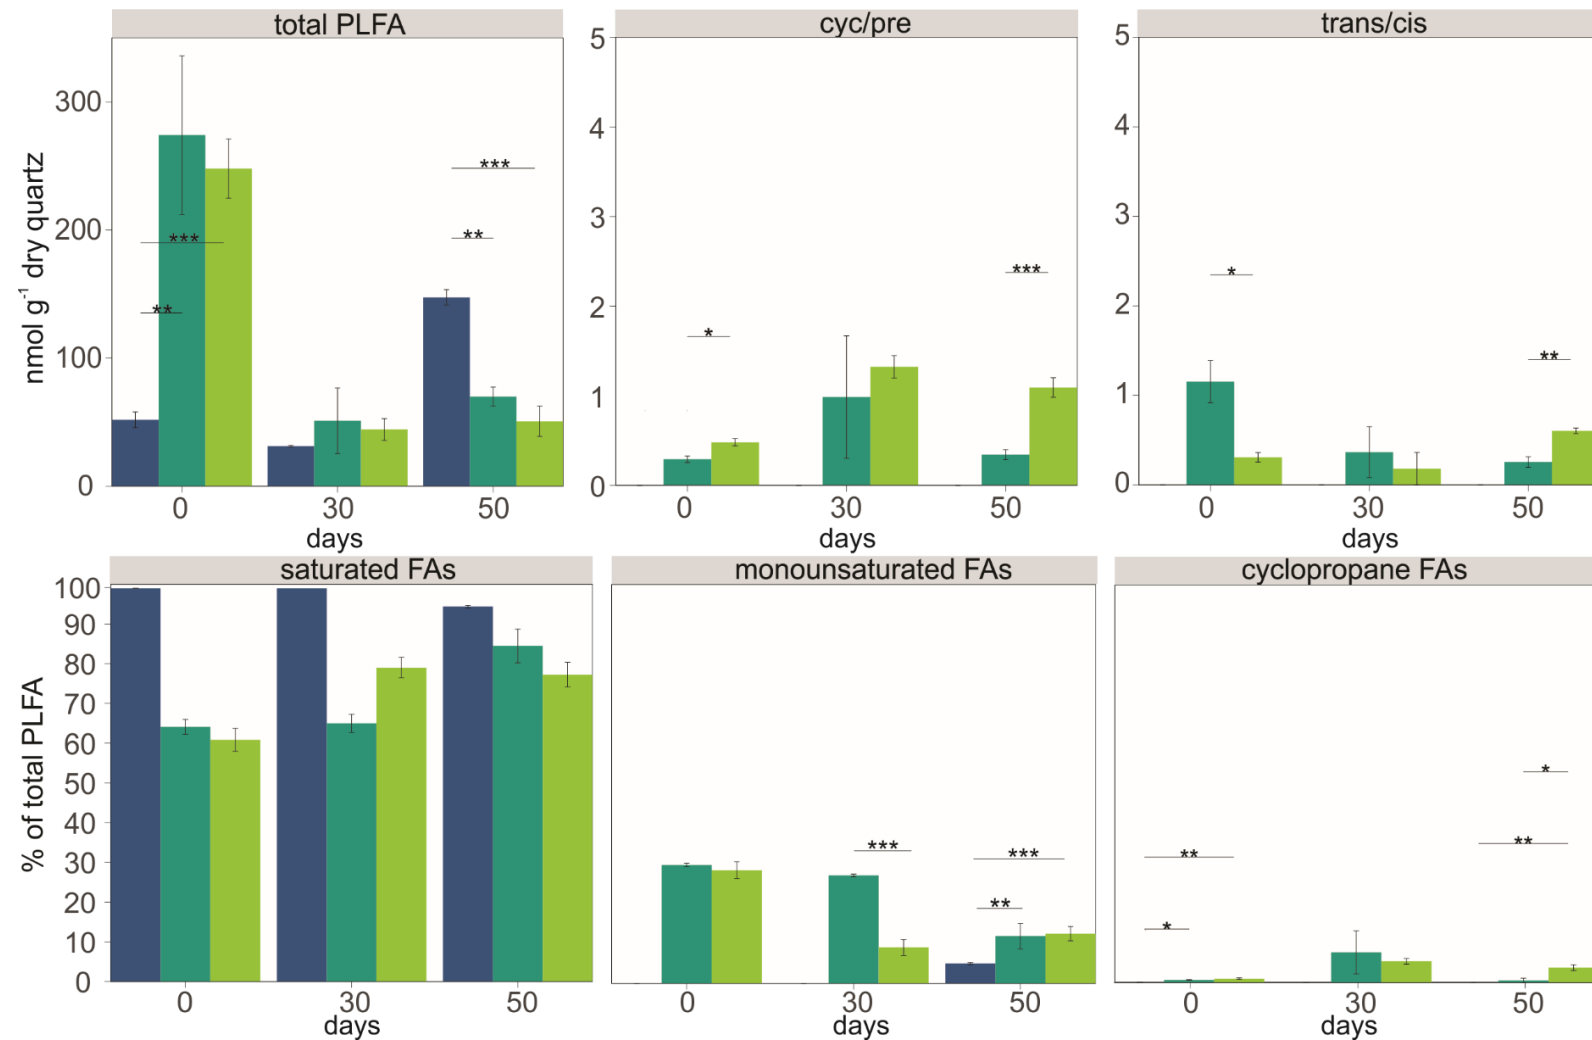 total PLFA
cyc/pre
trans/cis
nmol g⁻¹ dry quartz
300
200
100
0
***
**
***
**
0 30 50
days
5
4
3
2
1
0
*
***
0 30 50
days
5
4
3
2
1
0
*
**
0 30 50
days
saturated FAs
monounsaturated FAs
cyclopropane FAs
% of total PLFA
100
90
80
70
60
50
40
30
20
10
0
0 30 50
days
***
***
**
0 30 50
days
**
*
*
**
0 30 50
days